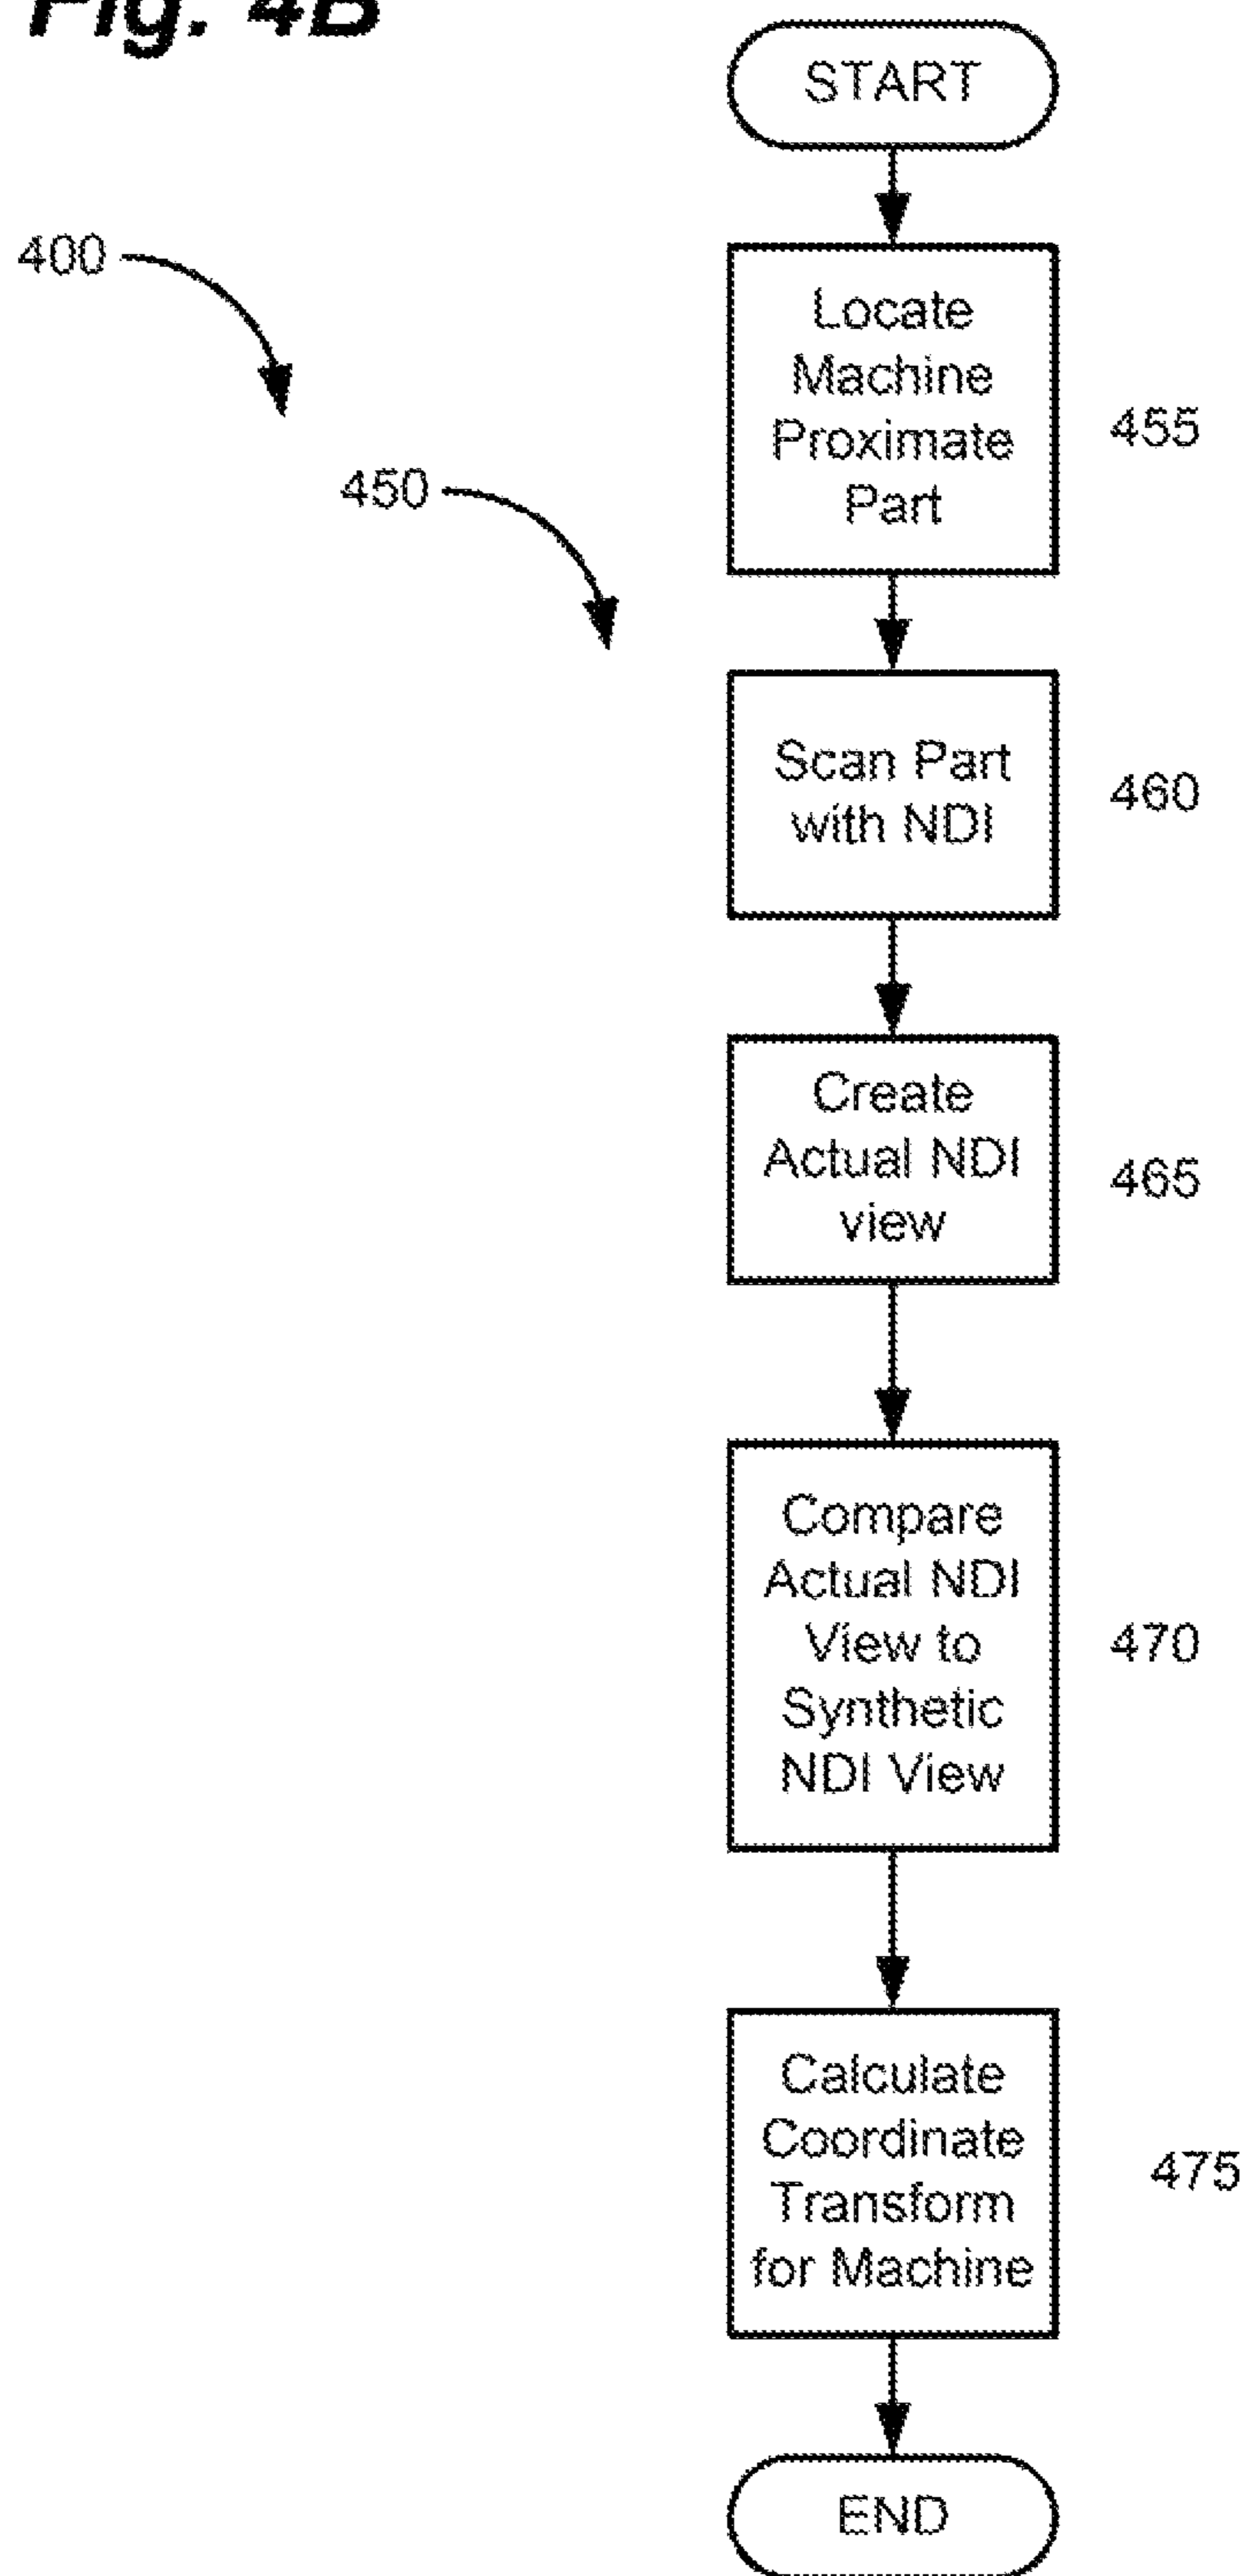 Fig. 4B
START
400
Locate
Machine
Proximate
Part
455
450
Scan Part
with NDI
460
Create
Actual NDI
view
465
Compare
Actual NDI
View to
Synthetic
NDI View
470
Calculate
Coordinate
Transform
for Machine
475
END